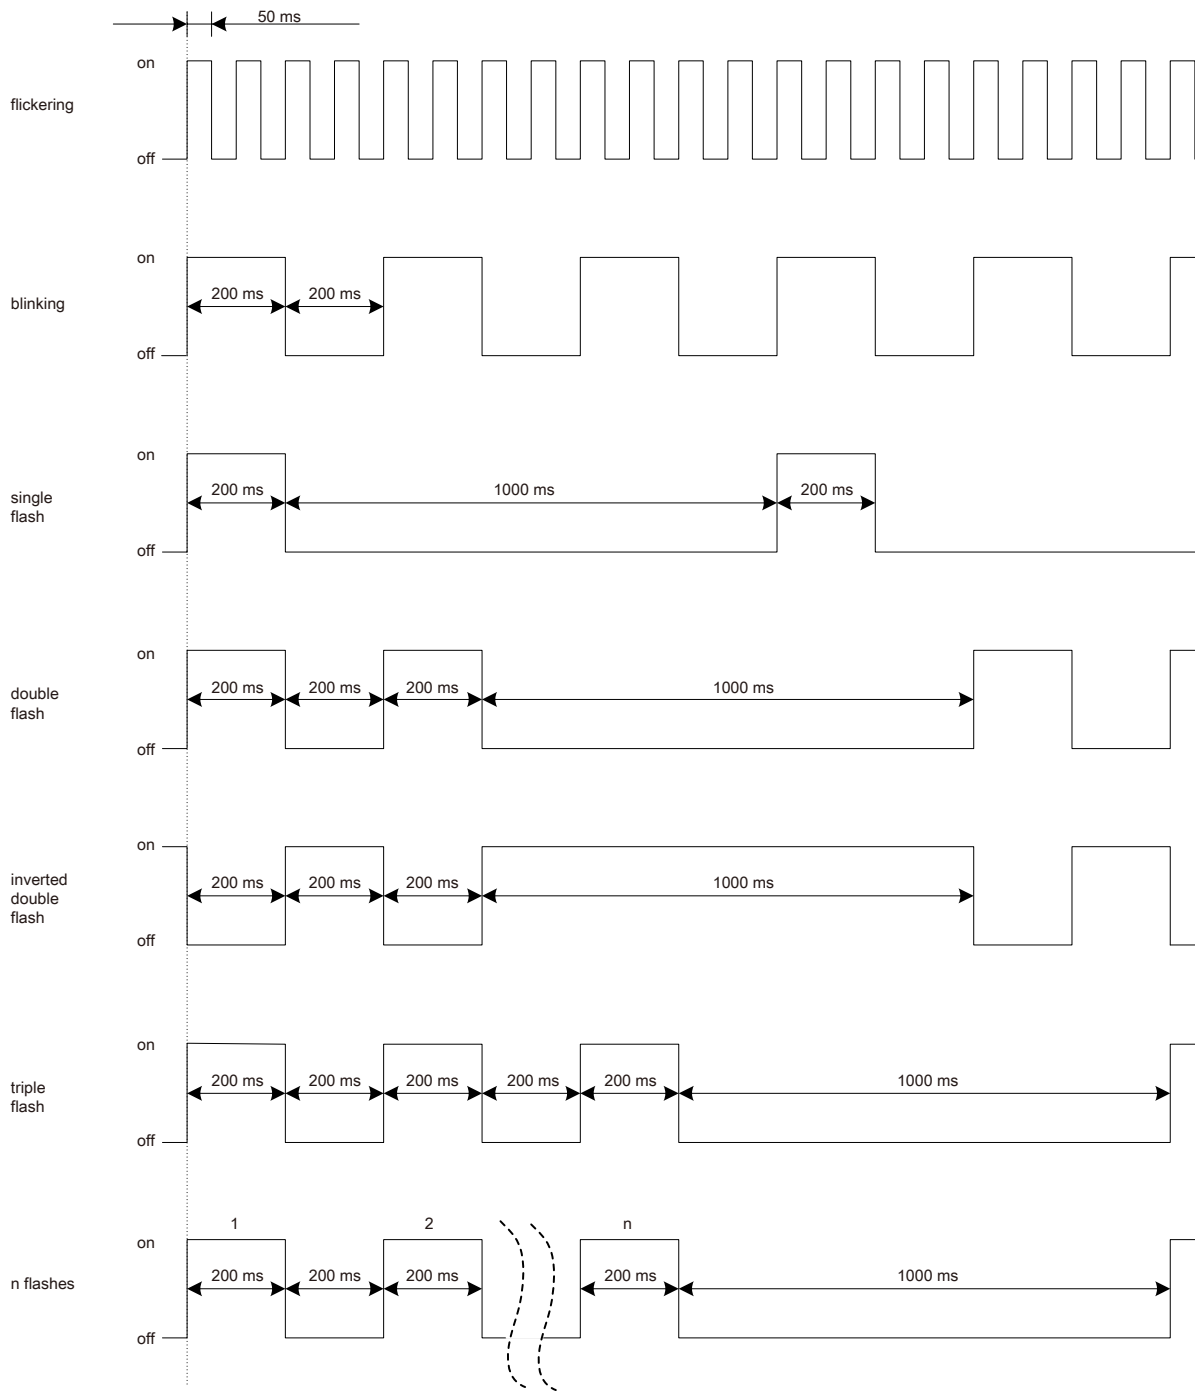 50 ms
on
flickering
off
on
200 ms 200 ms
blinking
off
on
200 ms 1000 ms 200 ms
single
flash
off
on
200 ms 200 ms 200 ms 1000 ms
double
flash
off
on
200 ms 200 ms 200 ms 1000 ms
inverted
double
flash
off
on
200 ms 200 ms 200 ms 200 ms 200 ms 1000 ms
triple
flash
off
1 2 n
on
200 ms 200 ms 200 ms 200 ms 1000 ms
n flashes
off